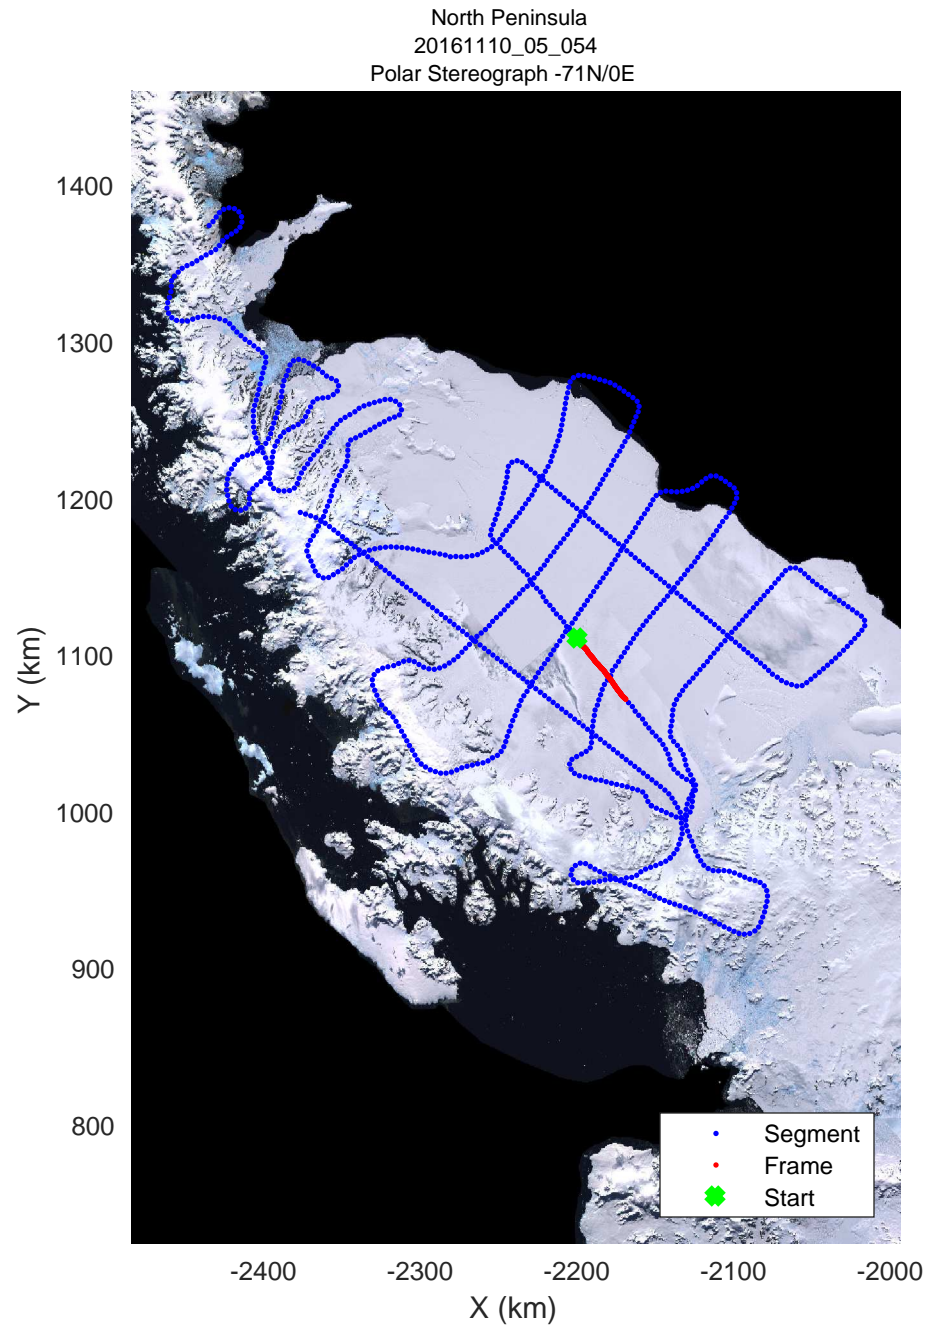 North Peninsula
20161110_05_054
Polar Stereograph -71N/0E
1400
1300
1200
1100
1000
900
800
Y (km)
Segment
Frame
Start
-2400 -2300 -2200 -2100 -2000
X (km)